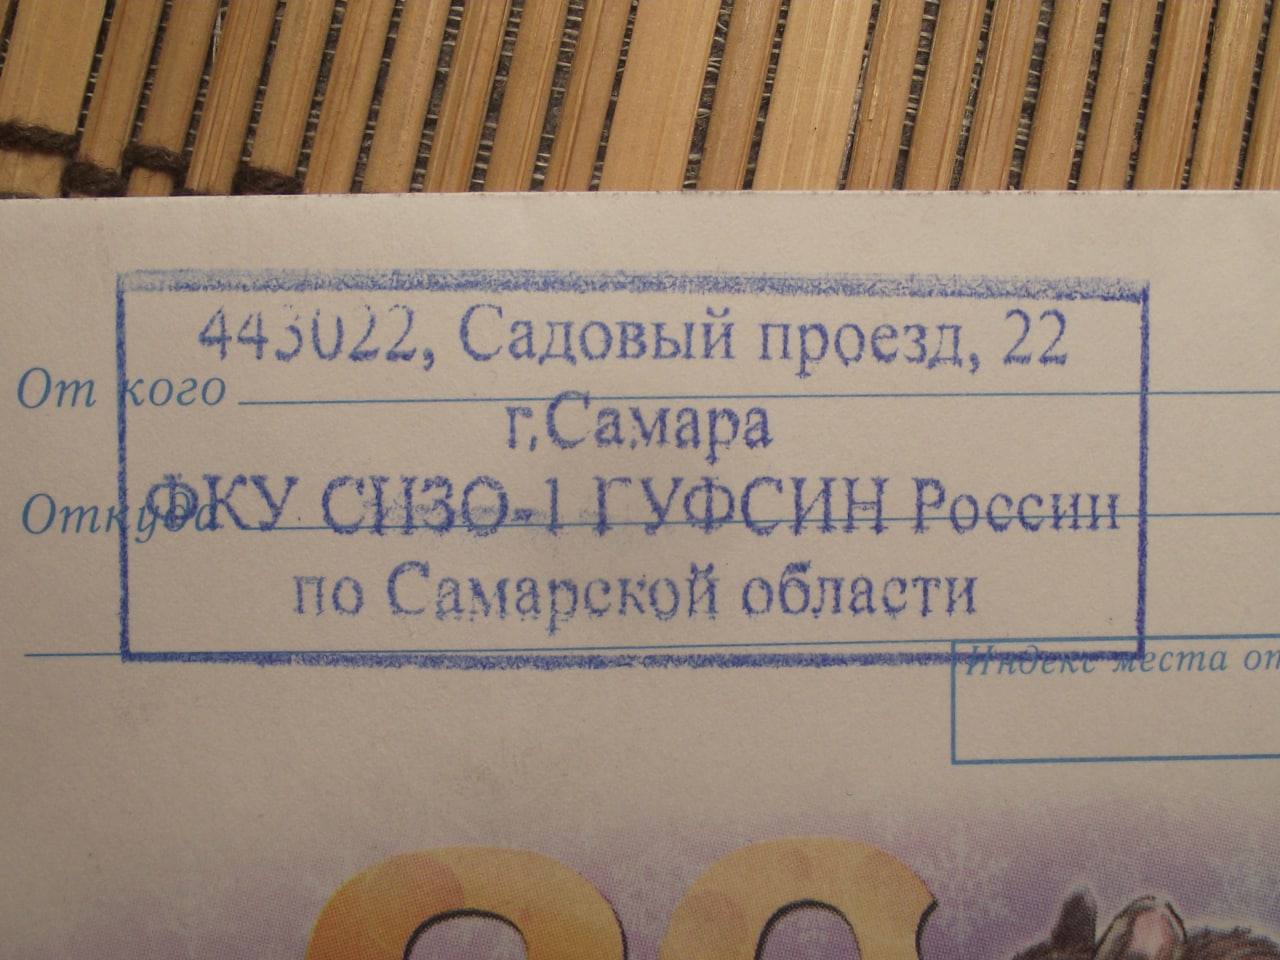 443022, Садовый проезд, 22
От кого
г.Самара
ФКУ СИЗО-1 ГУФСИН России
Откуда
по Самарской области
Индекс места от